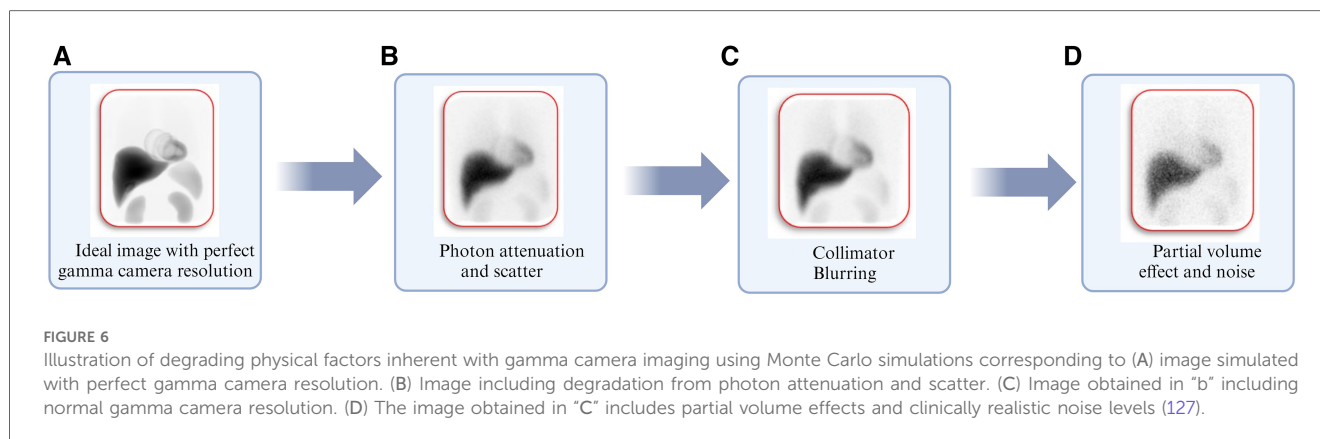 A
B
C
D
Ideal image with perfect
gamma camera resolution
Photon attenuation
and scatter
Collimator
Blurring
Partial volume
effect and noise
FIGURE 6
Illustration of degrading physical factors inherent with gamma camera imaging using Monte Carlo simulations corresponding to (A) image simulated
with perfect gamma camera resolution. (B) Image including degradation from photon attenuation and scatter. (C) Image obtained in “b” including
normal gamma camera resolution. (D) The image obtained in “C” includes partial volume effects and clinically realistic noise levels (127).